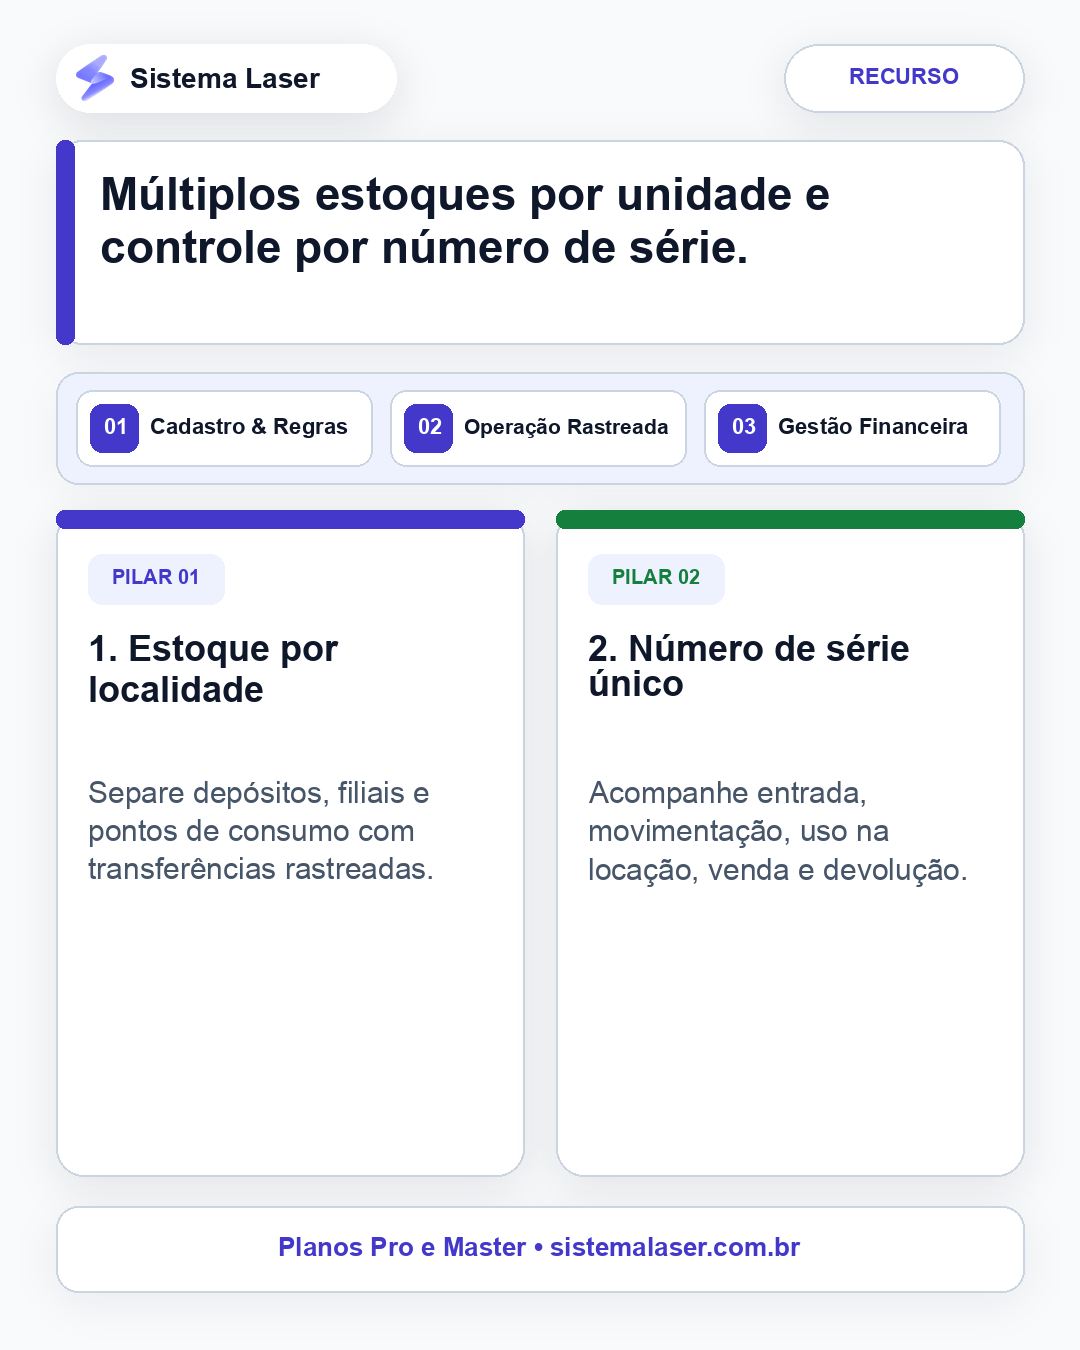 Sistema Laser
RECURSO
Múltiplos estoques por unidade e
controle por número de série.
01 Cadastro & Regras
02 Operação Rastreada
03 Gestão Financeira
PILAR 01
1. Estoque por
localidade
Separe depósitos, filiais e
pontos de consumo com
transferências rastreadas.
PILAR 02
2. Número de série
único
Acompanhe entrada,
movimentação, uso na
locação, venda e devolução.
Planos Pro e Master • sistemalaser.com.br